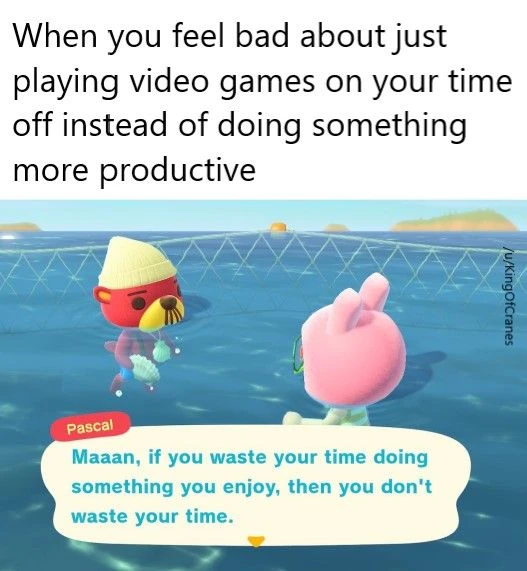 When you feel bad about just
playing video games on your time
off instead of doing something
more productive
/u/KingOfCranes
Pascal
Maaan, if you waste your time doing
something you enjoy, then you don't
waste your time.